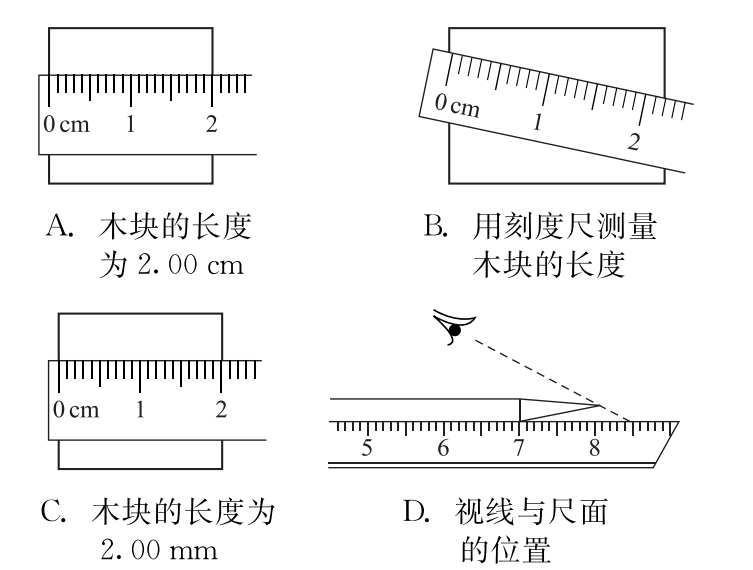 0 cm 1 2
0 cm 1 2
A. 木块的长度
为 2.00 cm
B. 用刻度尺测量
木块的长度
0 cm 1 2
5 6 7 8
C. 木块的长度为
2.00 mm
D. 视线与尺面
的位置